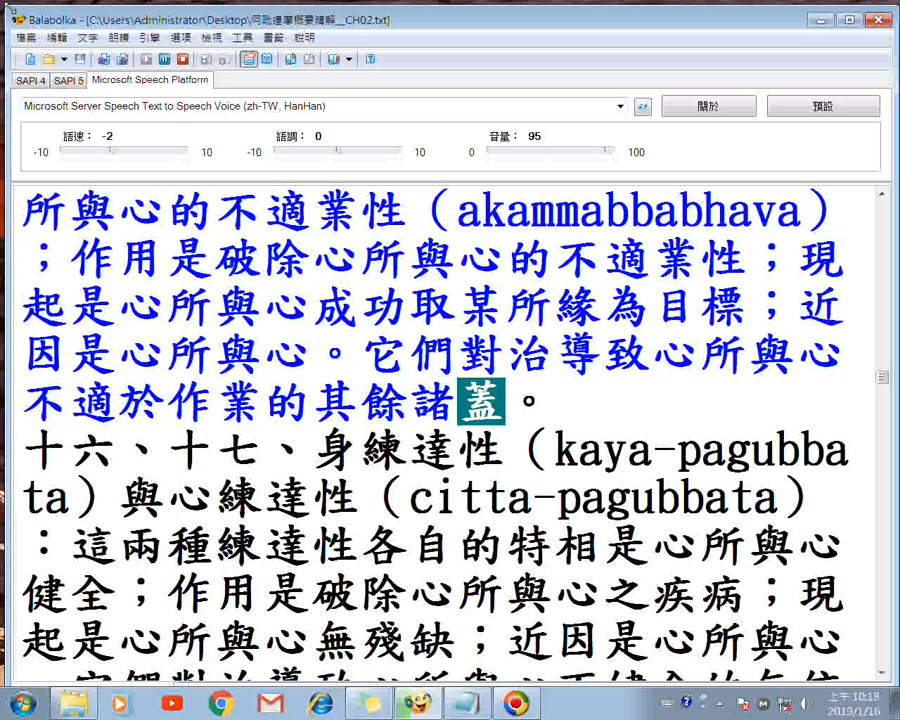 Balabolka - [C:\Users\Administrator\Desktop\阿毗達摩概要精解__CH02.txt]
檔案 編輯 文字 朗讀 引擎 選項 檢視 工具 書籤 說明
SAPI 4 SAPI 5 Microsoft Speech Platform
Microsoft Server Speech Text to Speech Voice (zh-TW, HanHan) 關於 預設
語速： -2 語調： 0 音量： 95
-10 10 -10 10 0 100
所與心的不適業性（akammabbabhava）
；作用是破除心所與心的不適業性；現
起是心所與心成功取某所緣為目標；近
因是心所與心。它們對治導致心所與心
不適於作業的其餘諸蓋。
十六、十七、身練達性（kaya-pagubba
ta）與心練達性（citta-pagubbata）
：這兩種練達性各自的特相是心所與心
健全；作用是破除心所與心之疾病；現
起是心所與心無殘缺；近因是心所與心
上午 10:18
2019/1/16